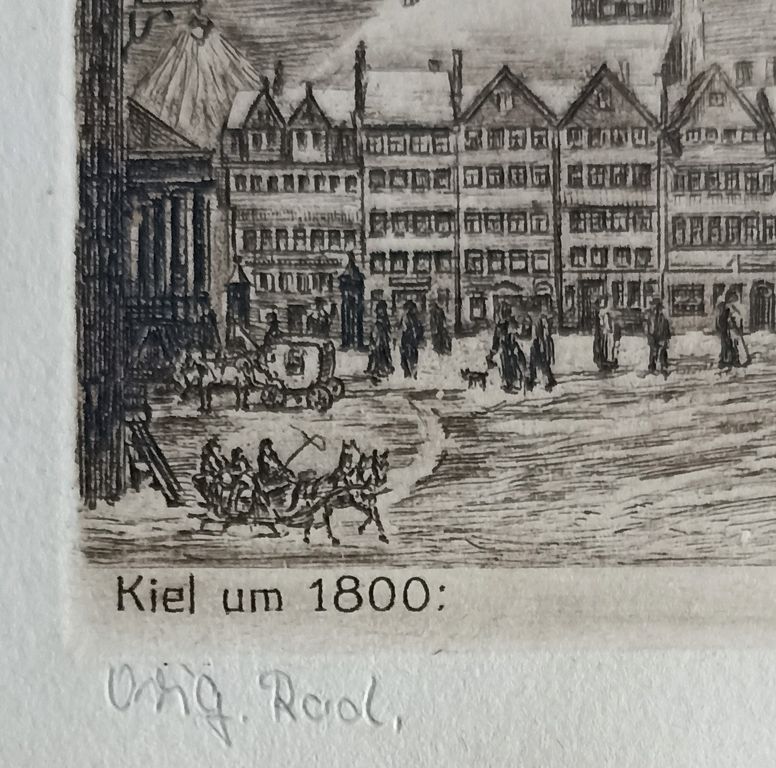 Kiel um 1800:
Orig. Rad.